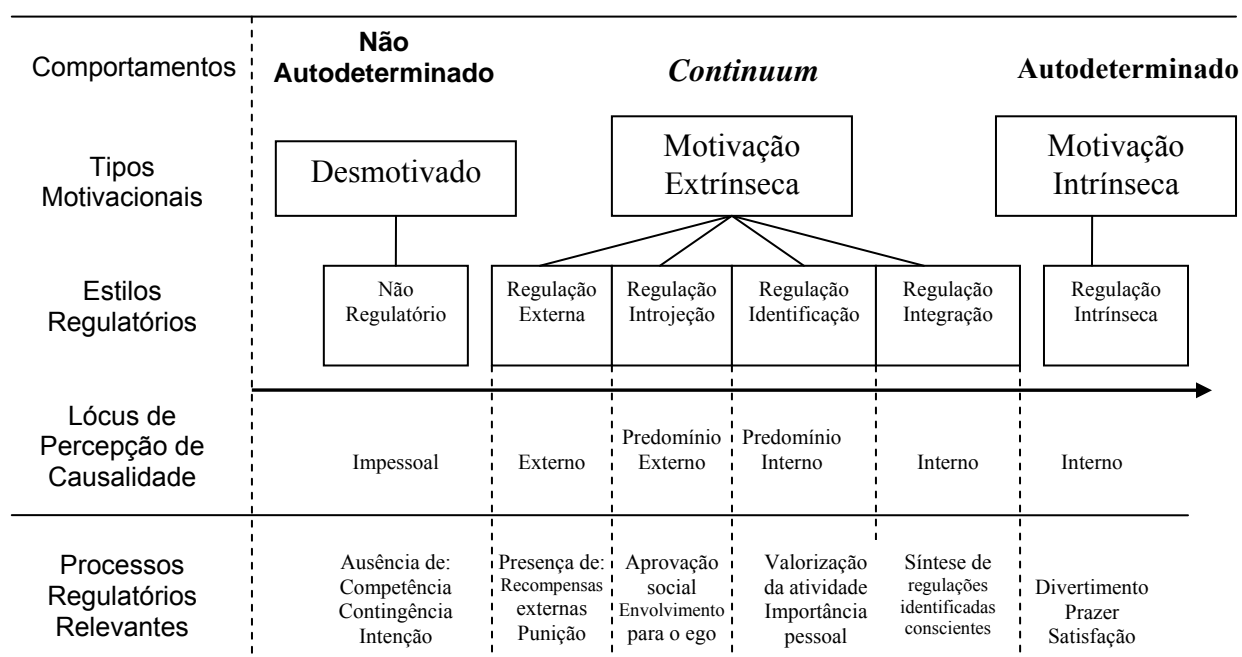 Comportamentos
Não
Autodeterminado
Continuum
Autodeterminado
Tipos
Motivacionais
Desmotivado
Motivação
Extrínseca
Motivação
Intrínseca
Estilos
Regulatórios
Não
Regulatório
Regulação
Externa
Regulação
Introjeção
Regulação
Identificação
Regulação
Integração
Regulação
Intrínseca
Lócus de
Percepção de
Causalidade
Impessoal
Externo
Predomínio
Externo
Predomínio
Interno
Interno
Interno
Processos
Regulatórios
Relevantes
Ausência de:
Competência
Contingência
Intenção
Presença de:
Recompensas
externas
Punição
Aprovação
social
Envolvimento
para o ego
Valorização
da atividade
Importância
pessoal
Síntese de
regulações
identificadas
conscientes
Divertimento
Prazer
Satisfação